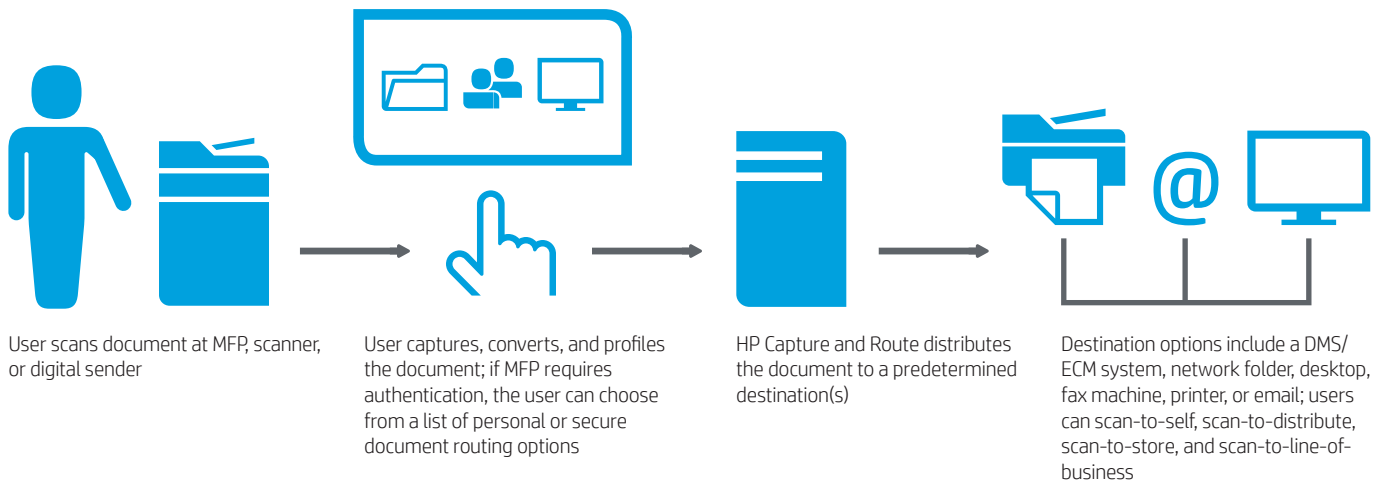 @
User scans document at MFP, scanner,
or digital sender
User captures, converts, and profiles
the document; if MFP requires
authentication, the user can choose
from a list of personal or secure
document routing options
HP Capture and Route distributes
the document to a predetermined
destination(s)
Destination options include a DMS/
ECM system, network folder, desktop,
fax machine, printer, or email; users
can scan-to-self, scan-to-distribute,
scan-to-store, and scan-to-line-of-
business